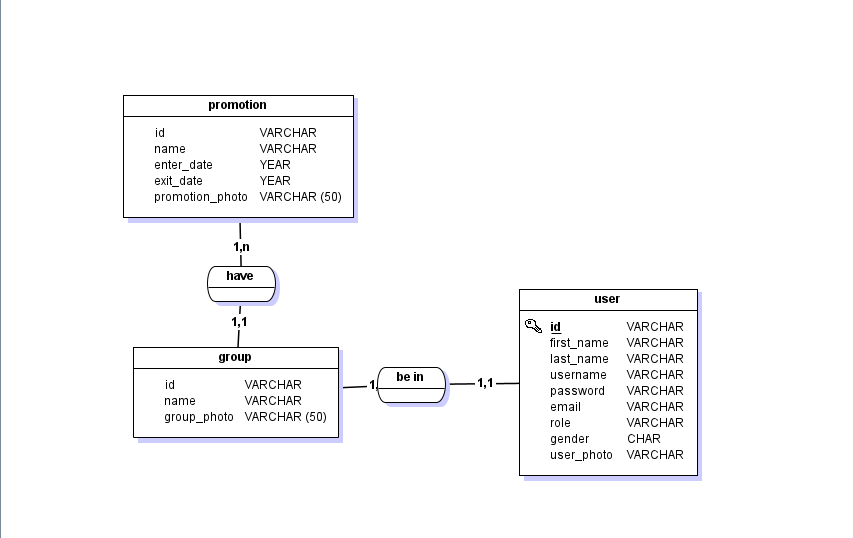 promotion
id VARCHAR
name VARCHAR
enter_date YEAR
exit_date YEAR
promotion_photo VARCHAR (50)
1,n
have
1,1
group
id VARCHAR
name VARCHAR
group_photo VARCHAR (50)
1,
be in
1,1
user
id VARCHAR
first_name VARCHAR
last_name VARCHAR
username VARCHAR
password VARCHAR
email VARCHAR
role VARCHAR
gender CHAR
user_photo VARCHAR